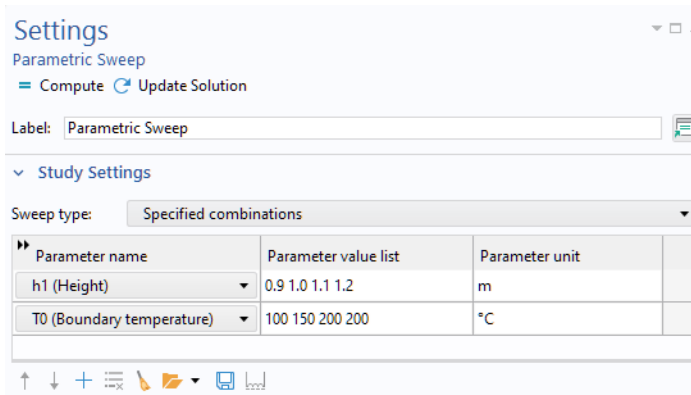 Settings
Parametric Sweep
= Compute Update Solution
Label: Parametric Sweep
Study Settings
Sweep type: Specified combinations
Parameter name Parameter value list Parameter unit
h1 (Height) 0.9 1.0 1.1 1.2 m
T0 (Boundary temperature) 100 150 200 200 °C